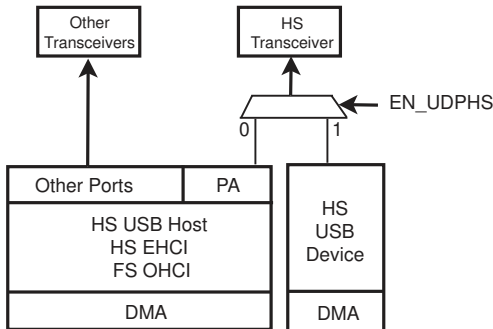 Other
Transceivers
HS
Transceiver
EN_UDPHS
0
1
Other Ports
PA
HS USB Host
HS EHCI
FS OHCI
DMA
HS
USB
Device
DMA